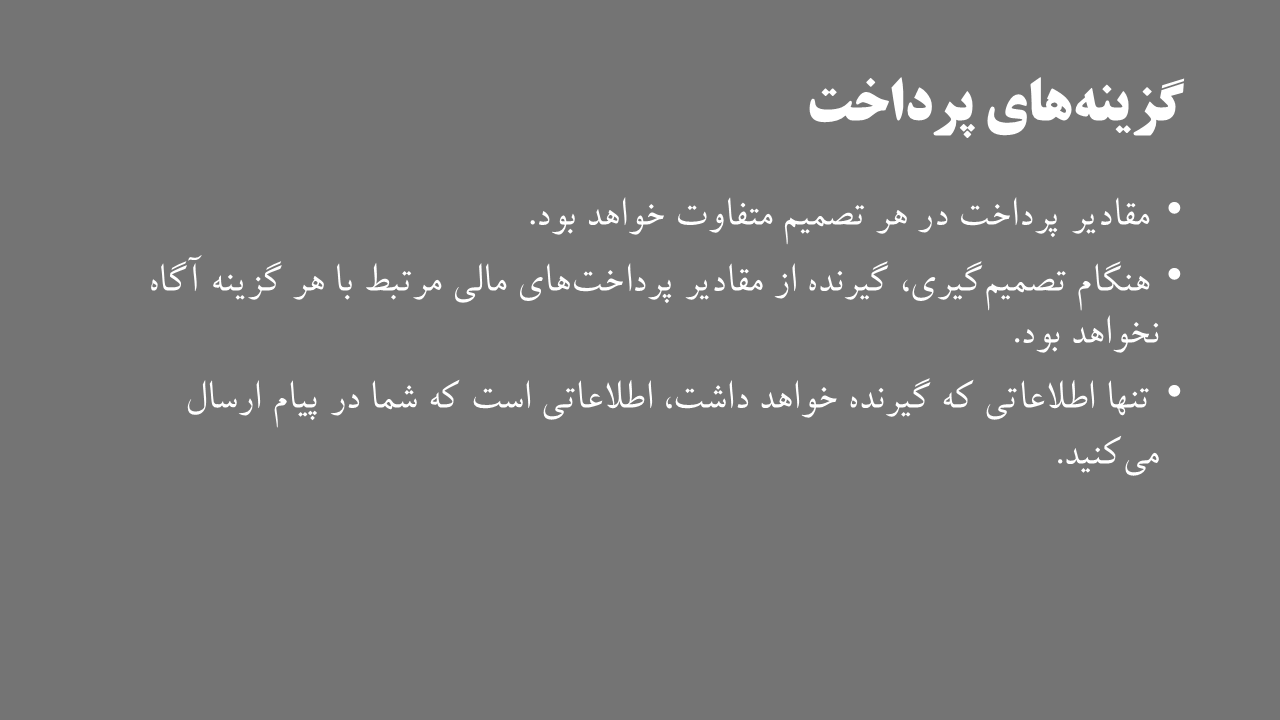 گزینه‌های پرداخت
• مقادیر پرداخت در هر تصمیم متفاوت خواهد بود.
• هنگام تصمیم‌گیری، گیرنده از مقادیر پرداخت‌های مالی مرتبط با هر گزینه آگاه
نخواهد بود.
• تنها اطلاعاتی که گیرنده خواهد داشت، اطلاعاتی است که شما در پیام ارسال
می‌کنید.